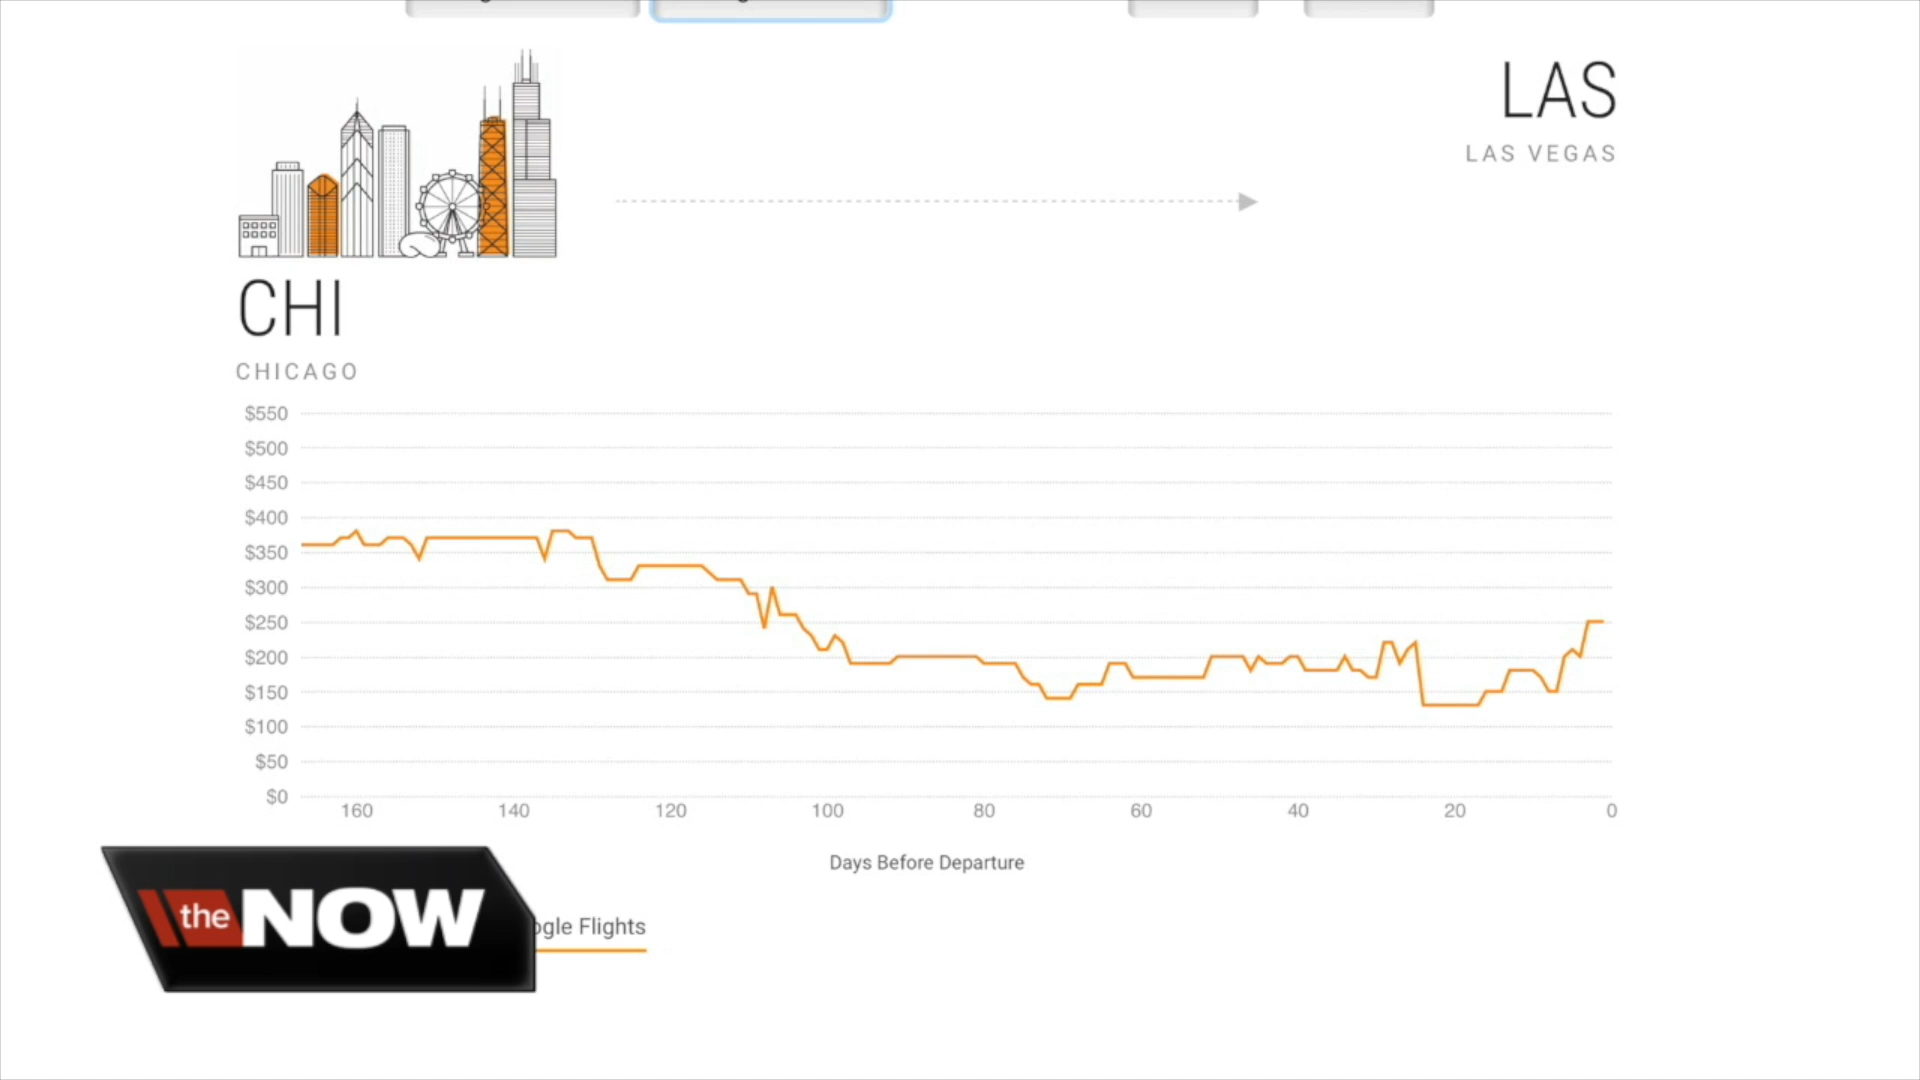 LAS
LAS VEGAS
CHI
CHICAGO
$550
$500
$450
$400
$350
$300
$250
$200
$150
$100
$50
$0
160 140 120 100 80 60 40 20 0
Days Before Departure
the NOW
Flights